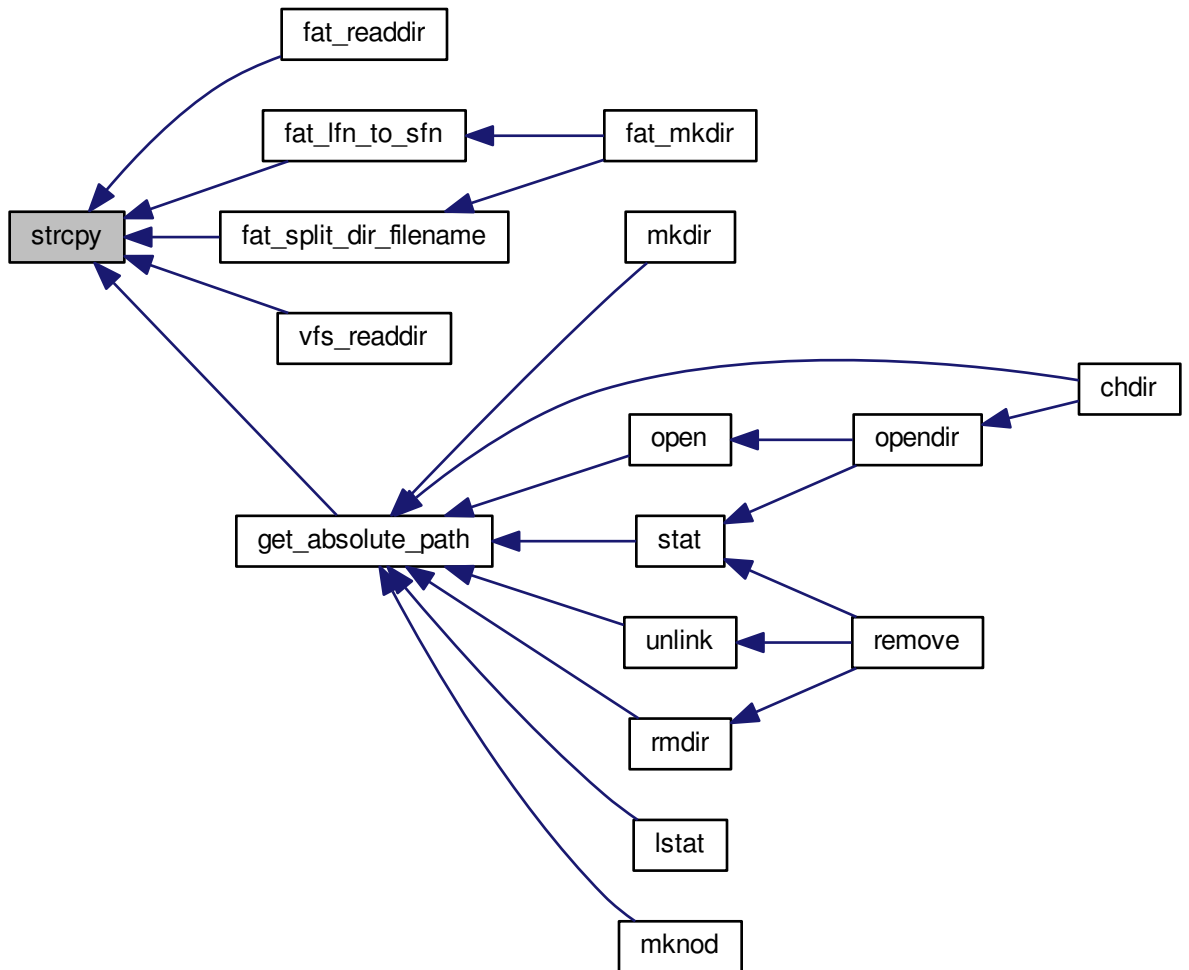 fat_readdir
fat_lfn_to_sfn
fat_mkdir
strcpy
fat_split_dir_filename
mkdir
vfs_readdir
chdir
open
opendir
get_absolute_path
stat
unlink
remove
rmdir
lstat
mknod